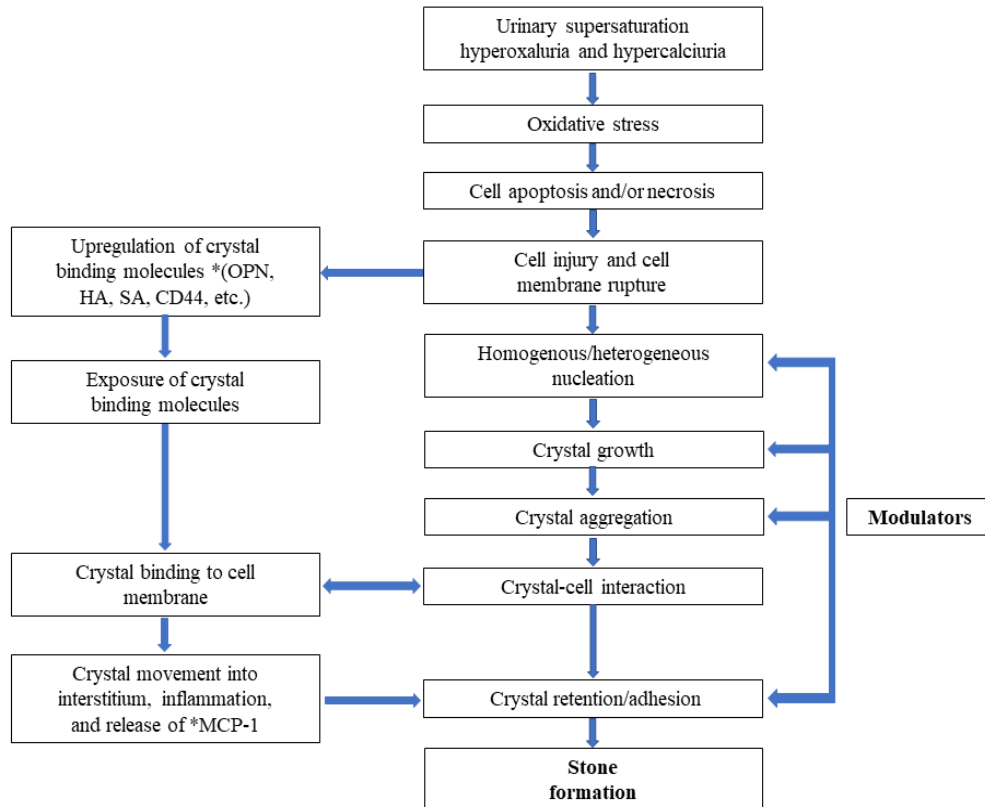 Urinary supersaturation
hyperoxaluria and hypercalciuria
Oxidative stress
Cell apoptosis and/or necrosis
Upregulation of crystal
binding molecules *(OPN,
HA, SA, CD44, etc.)
Cell injury and cell
membrane rupture
Exposure of crystal
binding molecules
Homogenous/heterogeneous
nucleation
Crystal growth
Crystal aggregation
Modulators
Crystal binding to cell
membrane
Crystal-cell interaction
Crystal movement into
interstitium, inflammation,
and release of *MCP-1
Crystal retention/adhesion
Stone
formation